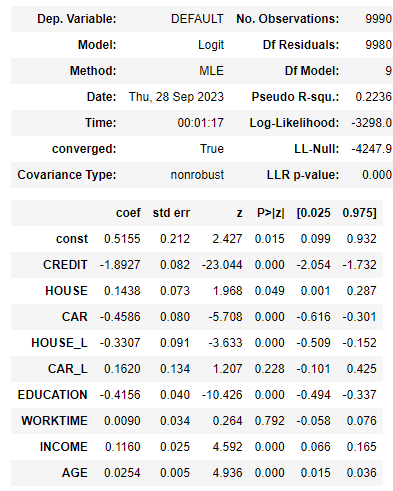 Dep. Variable: DEFAULT No. Observations: 9990
Model: Logit Df Residuals: 9980
Method: MLE Df Model: 9
Date: Thu, 28 Sep 2023 Pseudo R-squ.: 0.2236
Time: 00:01:17 Log-Likelihood: -3298.0
converged: True LL-Null: -4247.9
Covariance Type: nonrobust LLR p-value: 0.000
coef std err z P>|z| [0.025 0.975]
const 0.5155 0.212 2.427 0.015 0.099 0.932
CREDIT -1.8927 0.082 -23.044 0.000 -2.054 -1.732
HOUSE 0.1438 0.073 1.968 0.049 0.001 0.287
CAR -0.4586 0.080 -5.708 0.000 -0.616 -0.301
HOUSE_L -0.3307 0.091 -3.633 0.000 -0.509 -0.152
CAR_L 0.1620 0.134 1.207 0.228 -0.101 0.425
EDUCATION -0.4156 0.040 -10.426 0.000 -0.494 -0.337
WORKTIME 0.0090 0.034 0.264 0.792 -0.058 0.076
INCOME 0.1160 0.025 4.592 0.000 0.066 0.165
AGE 0.0254 0.005 4.936 0.000 0.015 0.036